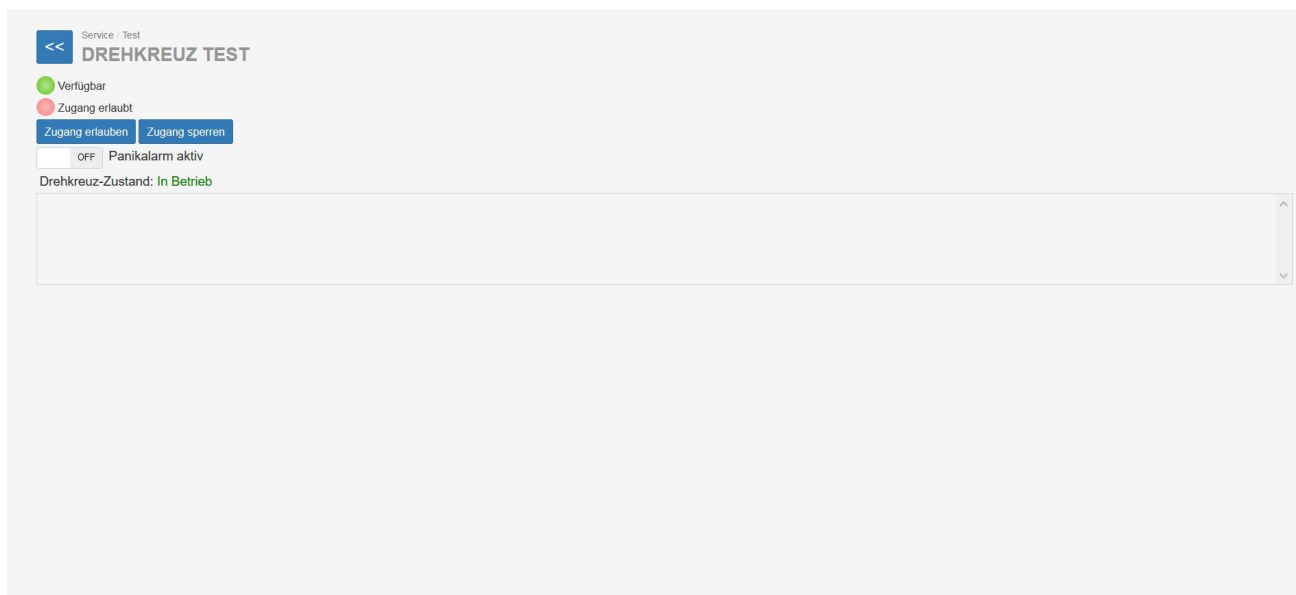 <<
Service / Test
DREHKREUZ TEST
Verfügbar
Zugang erlaubt
Zugang erlauben Zugang sperren
OFF Panikalarm aktiv
Drehkreuz-Zustand: In Betrieb